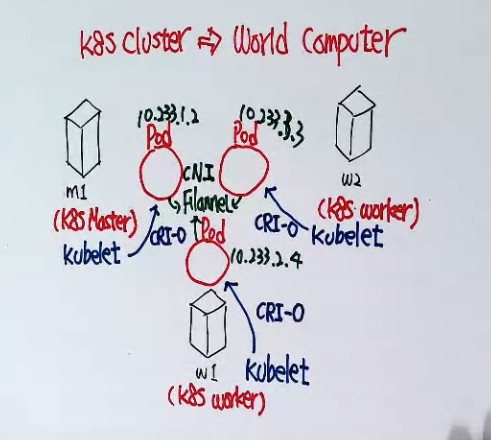 K8S Cluster ⇒ World Computer
10.233.1.2
Pod
10.233.3.3
Pod
M1
(K8S Master)
Kubelet
CRI-O
CNI
Flannel
W2
(K8S worker)
Kubelet
CRI-O
Pod
10.233.2.4
CRI-O
Kubelet
W1
(K8S worker)